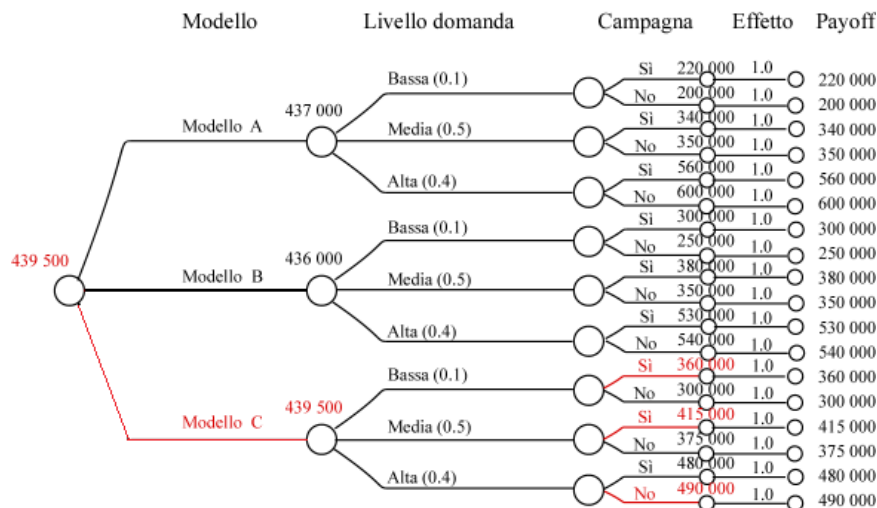 Modello Livello domanda Campagna Effetto Payoff
Sì 220 000 1.0 220 000
Bassa (0.1)
No 200 000 1.0 200 000
437 000
Sì 340 000 1.0 340 000
Modello A Media (0.5)
No 350 000 1.0 350 000
Sì 560 000 1.0 560 000
Alta (0.4)
No 600 000 1.0 600 000
Sì 300 000 1.0 300 000
Bassa (0.1)
No 250 000 1.0 250 000
439 500 436 000
Sì 380 000 1.0 380 000
Modello B Media (0.5)
No 350 000 1.0 350 000
Sì 530 000 1.0 530 000
Alta (0.4)
No 540 000 1.0 540 000
Sì 360 000 1.0 360 000
Bassa (0.1)
No 300 000 1.0 300 000
439 500
Sì 415 000 1.0 415 000
Modello C Media (0.5)
No 375 000 1.0 375 000
Sì 480 000 1.0 480 000
Alta (0.4)
No 490 000 1.0 490 000